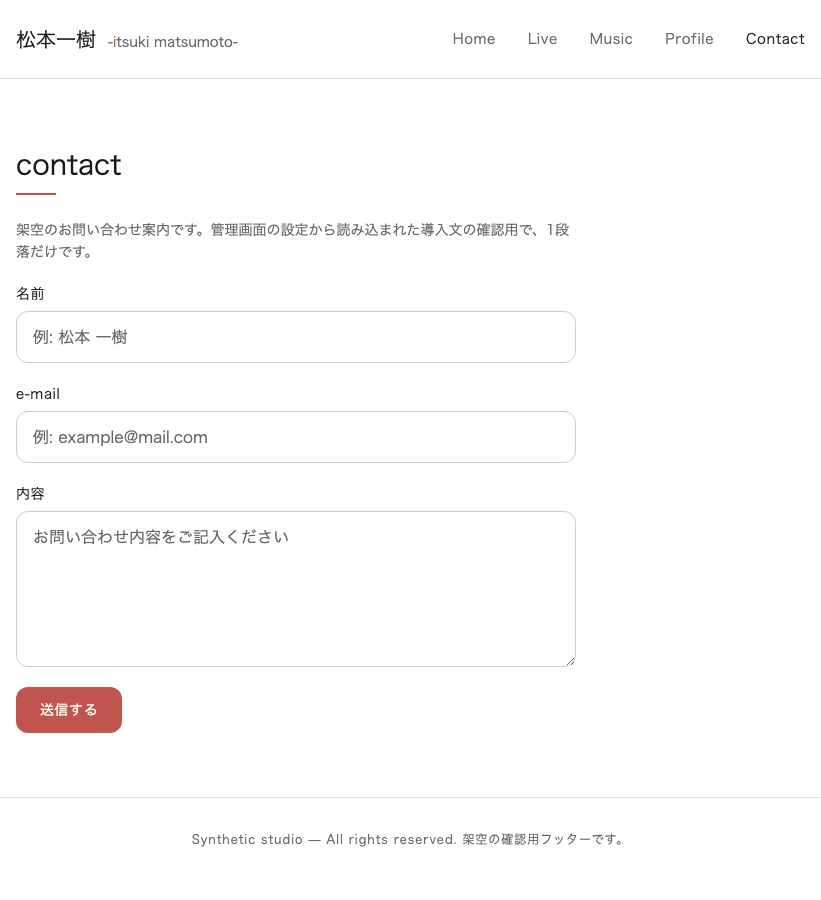 松本一樹 -itsuki matsumoto-
Home Live Music Profile Contact
contact
架空のお問い合わせ案内です。管理画面の設定から読み込まれた導入文の確認用で、1段
落だけです。
名前
例: 松本 一樹
e-mail
例: example@mail.com
内容
お問い合わせ内容をご記入ください
送信する
Synthetic studio — All rights reserved. 架空の確認用フッターです。